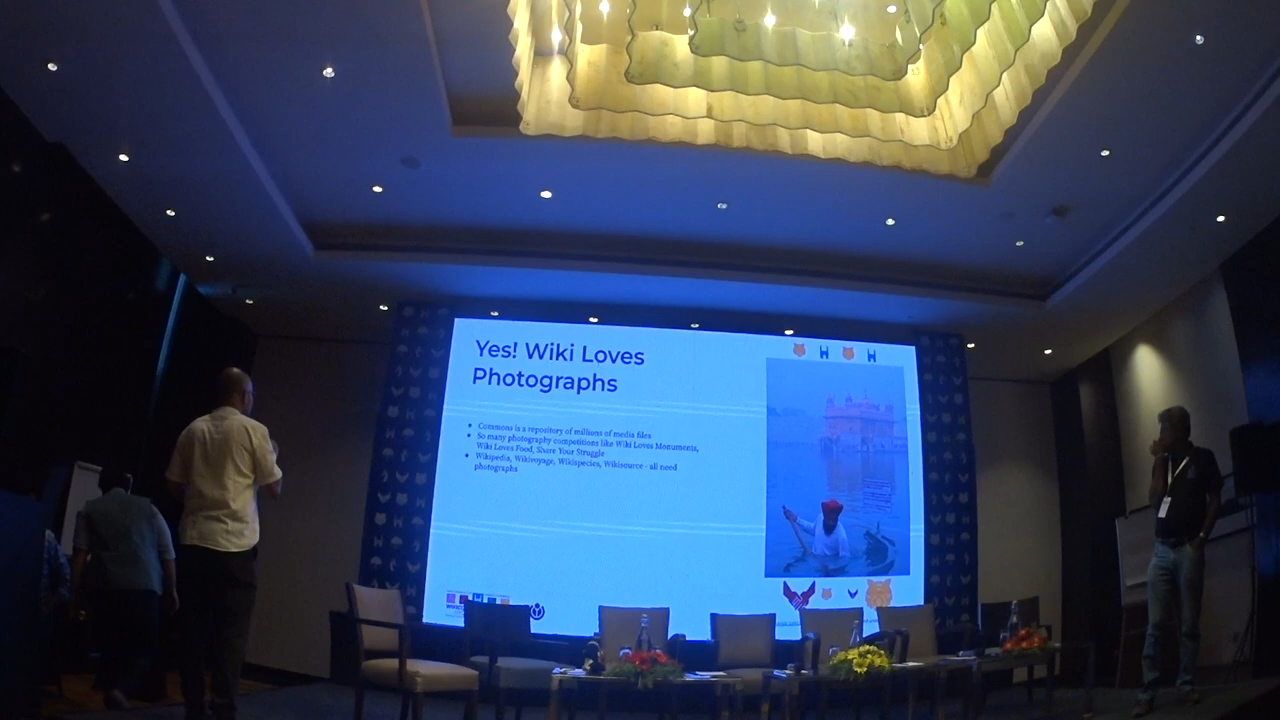 Yes! Wiki Loves
Photographs
Commons is a repository of millions of media files
So many photography competitions like Wiki Loves Monuments,
Wiki Loves Food, Share Your Struggle
Wikipedia, Wikivoyage, Wikispecies, Wikisource - all need
photographs